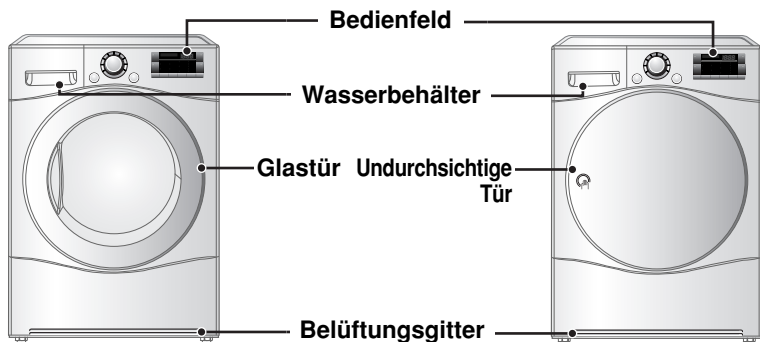 Bedienfeld
Wasserbehälter
Glastür
Undurchsichtige
Tür
Belüftungsgitter